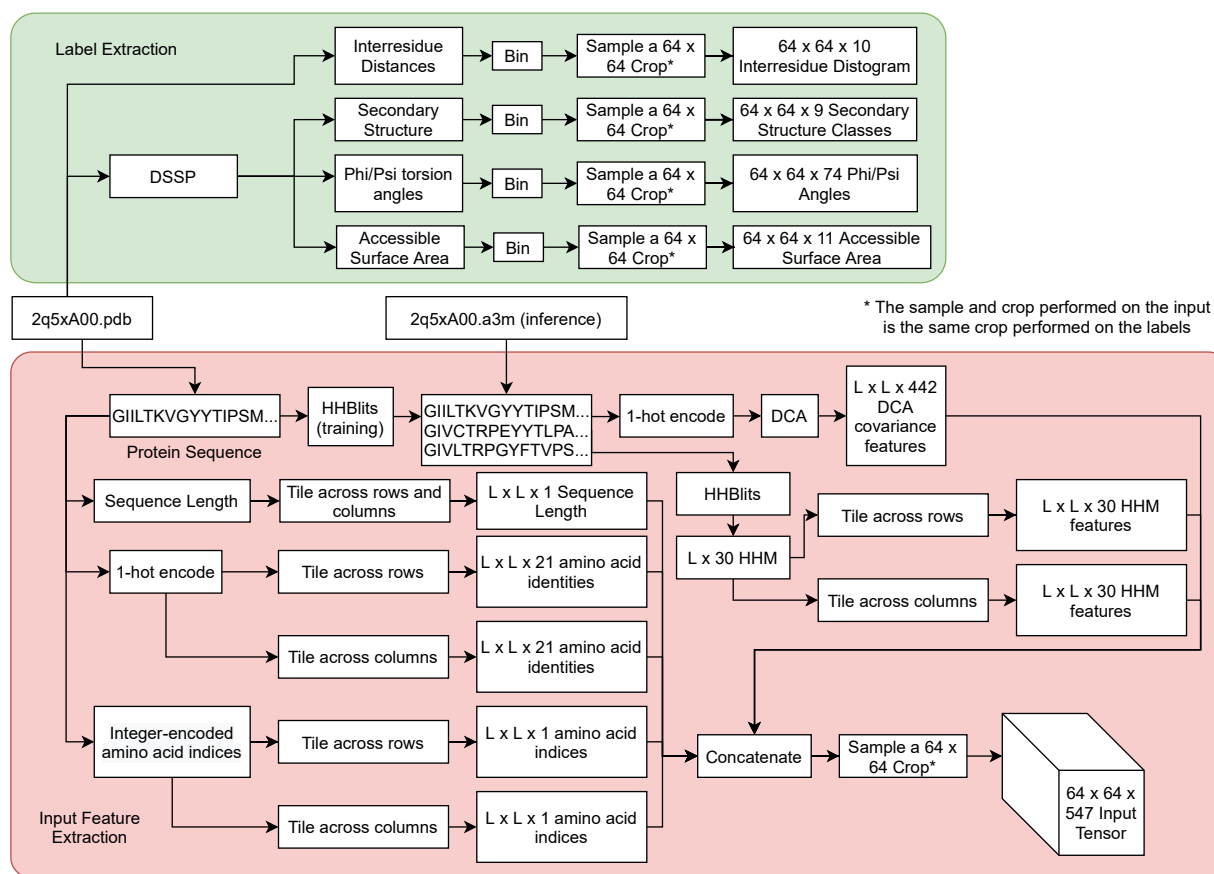 Label Extraction
Interresidue
Distances
Bin
Sample a 64 x
64 Crop*
64 x 64 x 10
Interresidue Distogram
Secondary
Structure
Bin
Sample a 64 x
64 Crop*
64 x 64 x 9 Secondary
Structure Classes
DSSP
Phi/Psi torsion
angles
Bin
Sample a 64 x
64 Crop*
64 x 64 x 74 Phi/Psi
Angles
Accessible
Surface Area
Bin
Sample a 64 x
64 Crop*
64 x 64 x 11 Accessible
Surface Area
2q5xA00.pdb
2q5xA00.a3m (inference)
* The sample and crop performed on the input
is the same crop performed on the labels
GIILTKVGYYTIPSM...
Protein Sequence
HHBlits
(training)
GIILTKVGYYTIPSM...
GIVCTRPEYYTLPA...
GIVLTRPGYFTVPS...
1-hot encode
DCA
L x L x 442
DCA
covariance
features
HHBlits
L x 30 HHM
Tile across rows
L x L x 30 HHM
features
Tile across columns
L x L x 30 HHM
features
Sequence Length
Tile across rows and
columns
L x L x 1 Sequence
Length
1-hot encode
Tile across rows
L x L x 21 amino acid
identities
Tile across columns
L x L x 21 amino acid
identities
Integer-encoded
amino acid indices
Tile across rows
L x L x 1 amino acid
indices
Tile across columns
L x L x 1 amino acid
indices
Concatenate
Sample a 64 x
64 Crop*
64 x 64 x
547 Input
Tensor
Input Feature
Extraction